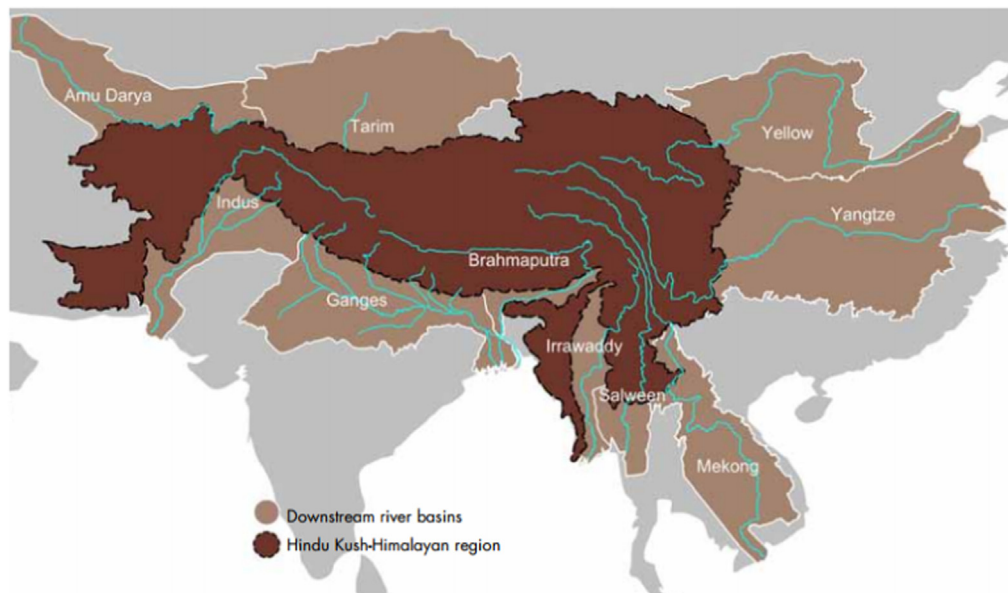 Amu Darya
Tarim
Yellow
Indus
Yangtze
Brahmaputra
Ganges
Irrawaddy
Salween
Mekong
Downstream river basins
Hindu Kush-Himalayan region